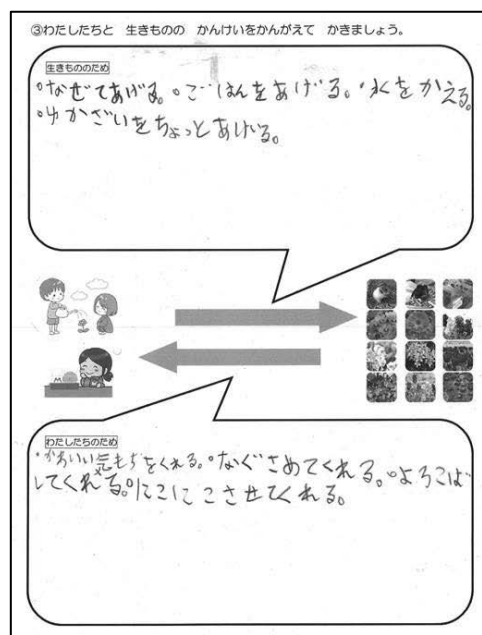 ③わたしたちと 生きものの かんけいをかんがえて かきましょう。
生きもののため
○なぜてあげる。○ごはんをあげる。○水をかえる。
○ゆかざいをちょっとあげる。
わたしたちのため
○かわいい気もちをくれる。○なぐさめてくれる。○よろこば
してくれる。○にこにこさせてくれる。